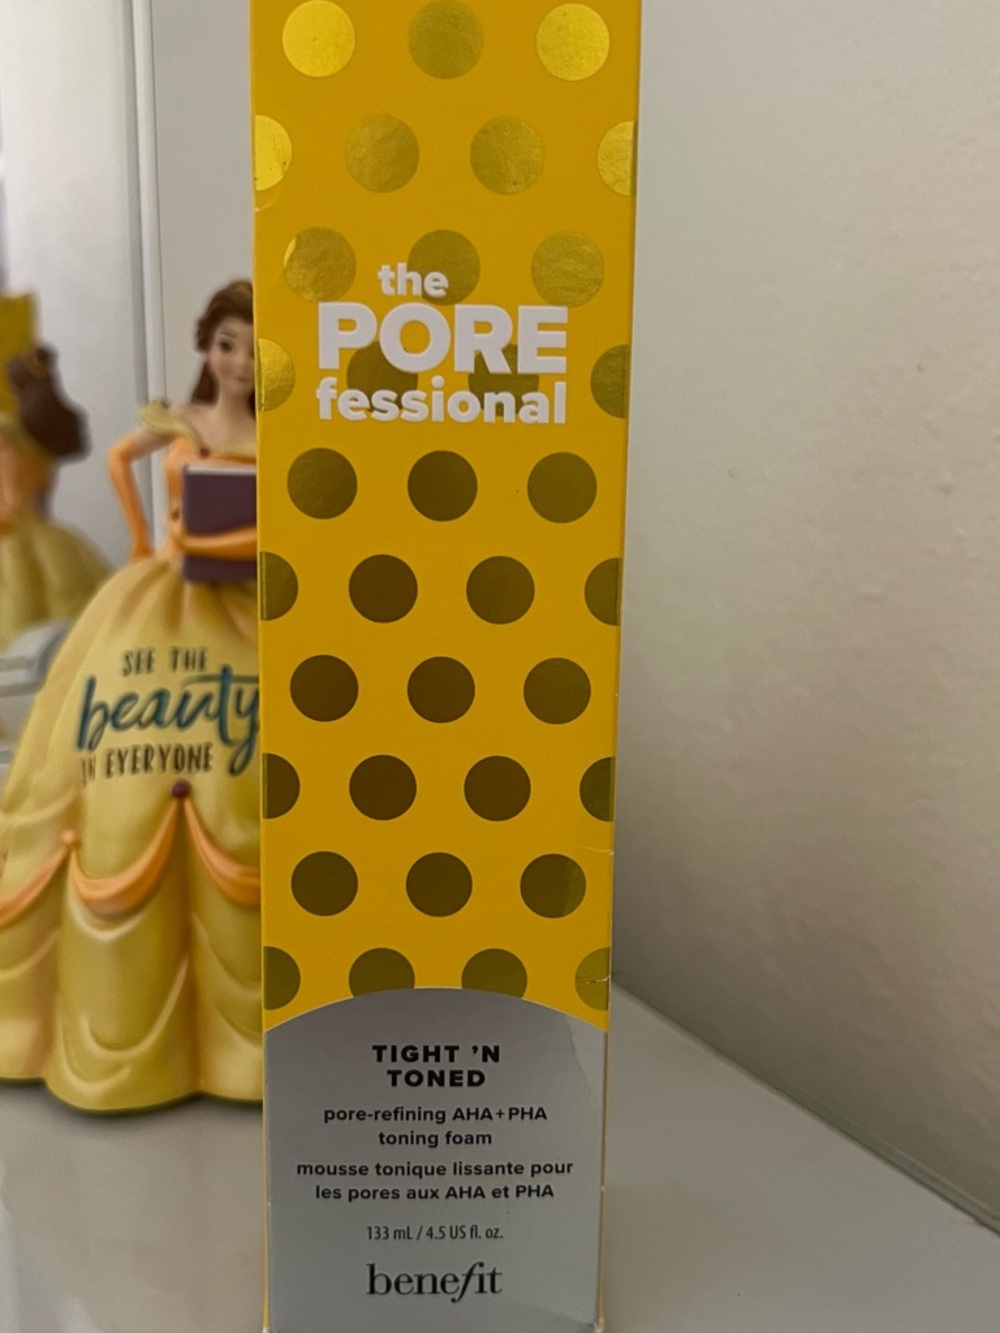 the
PORE
fessional
SEE THE
beauty
IN EVERYONE
TIGHT 'N
TONED
pore-refining AHA+PHA
toning foam
mousse tonique lissante pour
les pores aux AHA et PHA
133 mL / 4.5 US fl. oz.
benefit